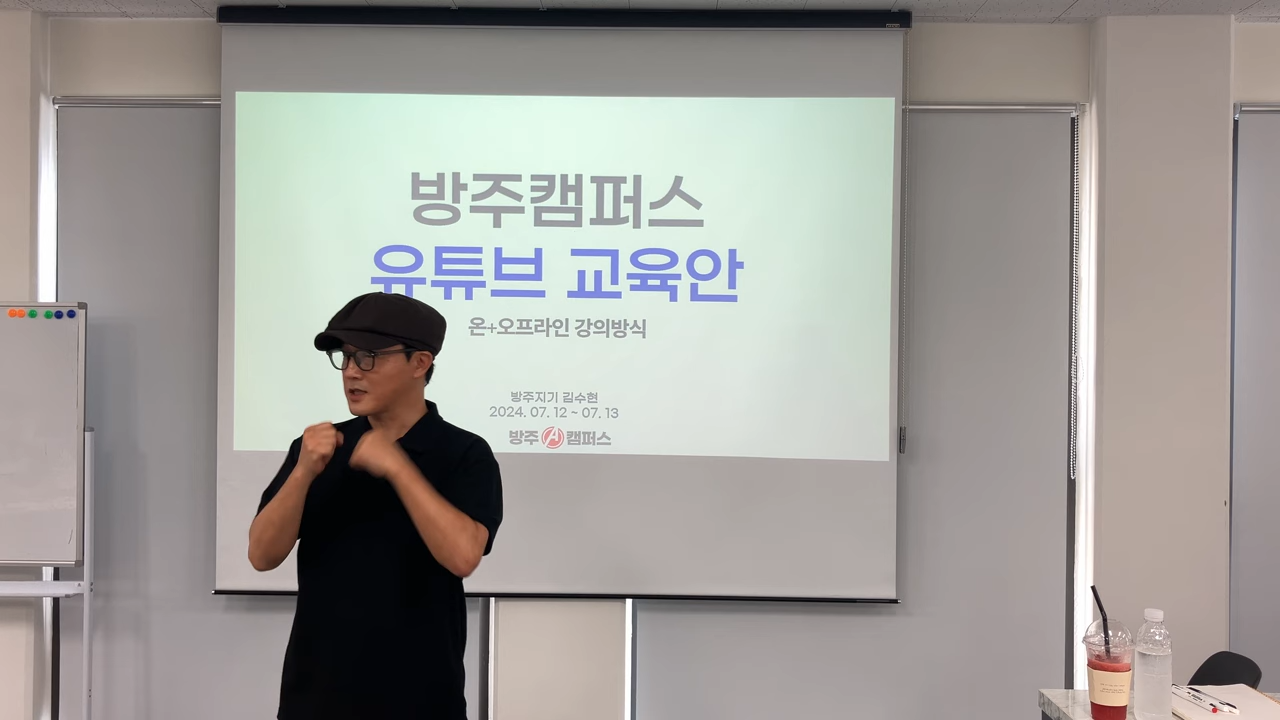 방주캠퍼스
유튜브 교육안
온+오프라인 강의방식
방주지기 김수현
2024. 07. 12 ~ 07. 13
방주 A 캠퍼스